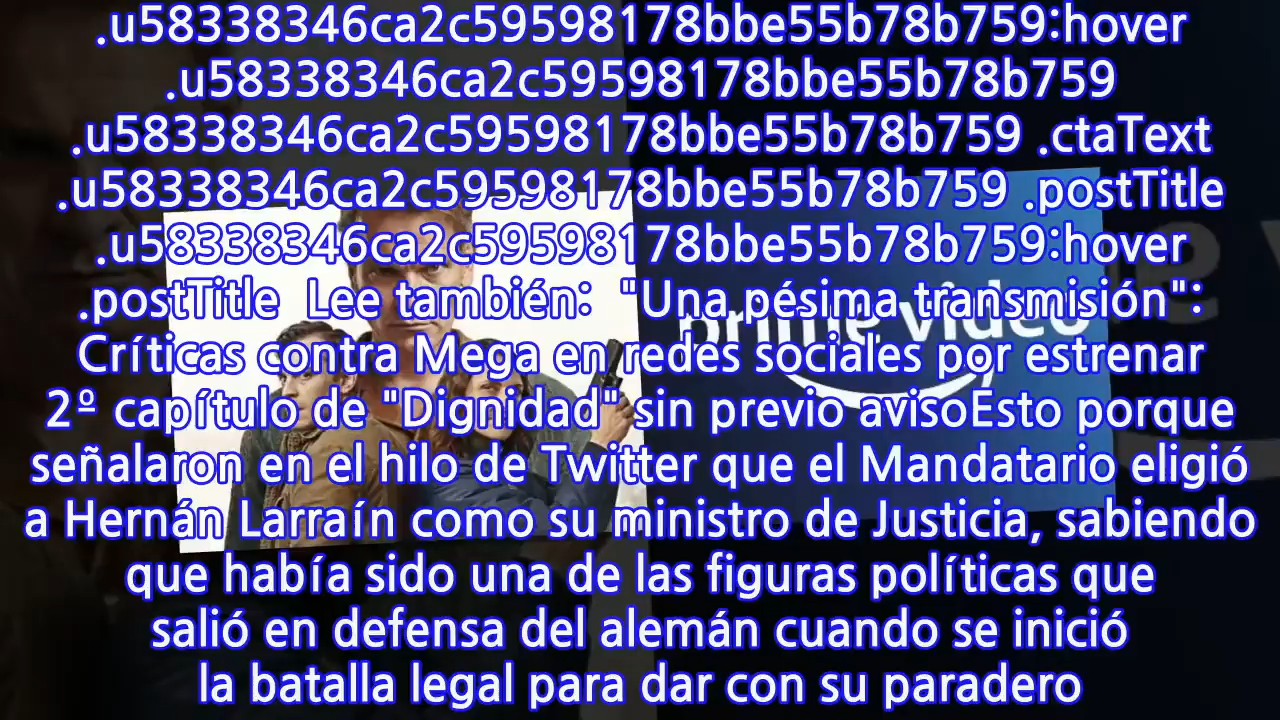 .u58338346ca2c59598178bbe55b78b759:hover
.u58338346ca2c59598178bbe55b78b759
.u58338346ca2c59598178bbe55b78b759 .ctaText
.u58338346ca2c59598178bbe55b78b759 .postTitle
.u58338346ca2c59598178bbe55b78b759:hover
.postTitle  Lee también:  "Una pésima transmisión":
Críticas contra Mega en redes sociales por estrenar
2º capítulo de "Dignidad" sin previo avisoEsto porque
señalaron en el hilo de Twitter que el Mandatario eligió
a Hernán Larraín como su ministro de Justicia, sabiendo
que había sido una de las figuras políticas que
salió en defensa del alemán cuando se inició
la batalla legal para dar con su paradero
prime video